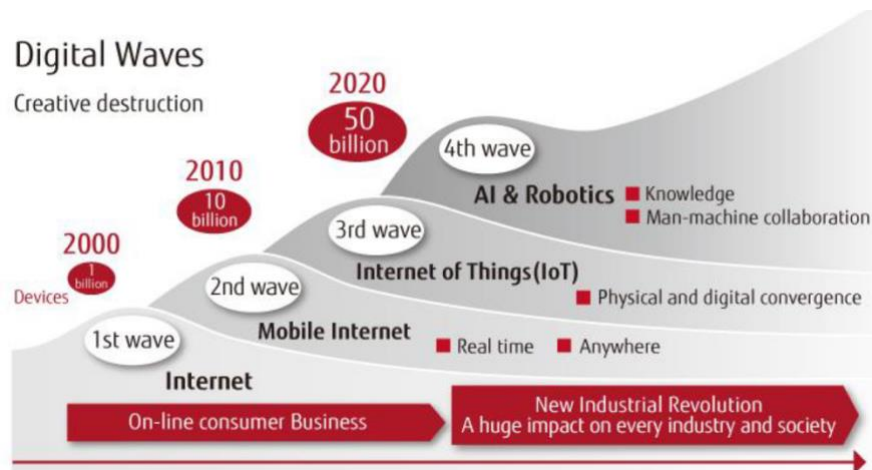 Digital Waves
Creative destruction
2020
50
billion
4th wave
2010
10
billion
AI & Robotics
Knowledge
Man-machine collaboration
3rd wave
2000
1
billion
Internet of Things(IoT)
Devices
2nd wave
Physical and digital convergence
Mobile Internet
1st wave
Real time
Anywhere
Internet
On-line consumer Business
New Industrial Revolution
A huge impact on every industry and society